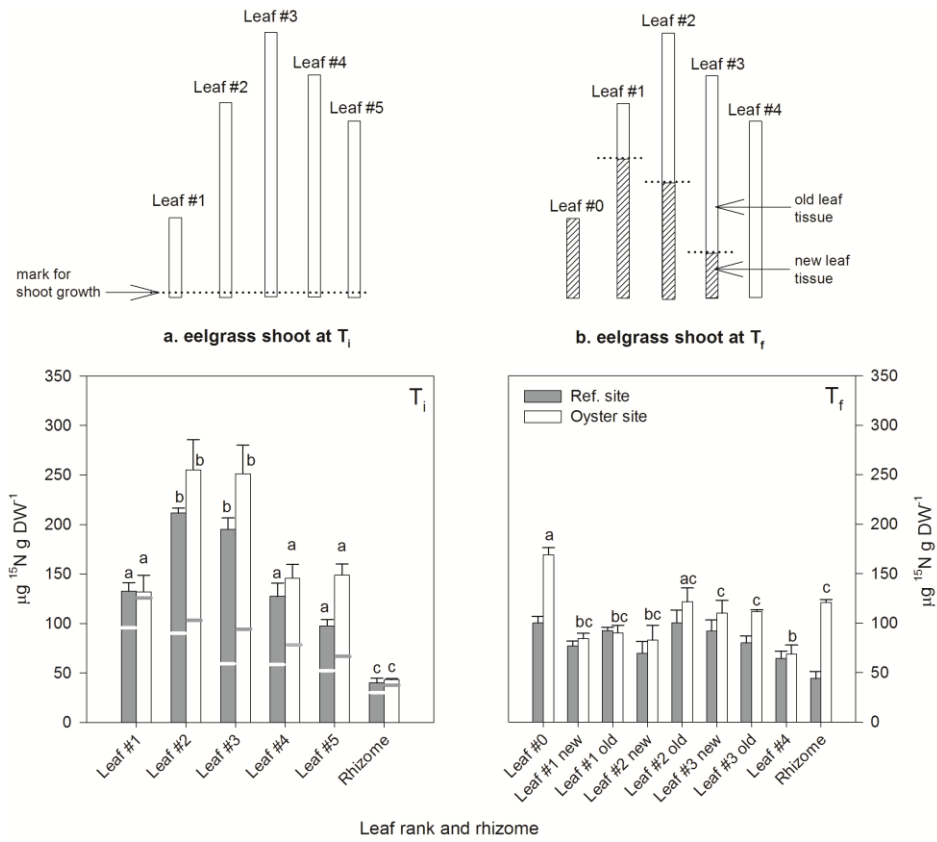 Leaf #3
Leaf #4
Leaf #2
Leaf #5
Leaf #1
mark for
shoot growth
a. eelgrass shoot at Ti
Leaf #2
Leaf #3
Leaf #1
Leaf #4
Leaf #0
old leaf
tissue
new leaf
tissue
b. eelgrass shoot at Tf
350
300
250
200
150
100
50
0
µg 15N g DW-1
Ti
a a b b b b a a a a c c
Leaf #1
Leaf #2
Leaf #3
Leaf #4
Leaf #5
Rhizome
Ref. site
Oyster site
Tf
a bc bc bc ac c c b c
350
300
250
200
150
100
50
0
µg 15N g DW-1
Leaf #0
Leaf #1 new
Leaf #1 old
Leaf #2 new
Leaf #2 old
Leaf #3 new
Leaf #3 old
Leaf #4
Rhizome
Leaf rank and rhizome